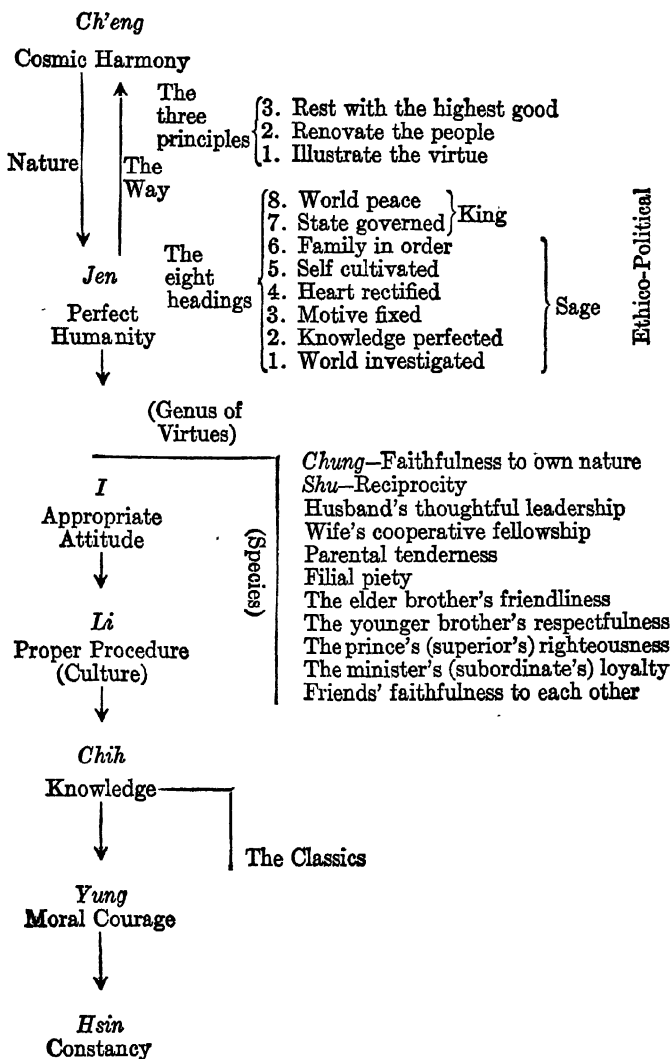 Ch'eng
Cosmic Harmony
Nature
The
Way
The
three
principles
3. Rest with the highest good
2. Renovate the people
1. Illustrate the virtue
Jen
Perfect
Humanity
The
eight
headings
8. World peace
7. State governed
6. Family in order
5. Self cultivated
4. Heart rectified
3. Motive fixed
2. Knowledge perfected
1. World investigated
King
Sage
Ethico-Political
(Genus of
Virtues)
I
Appropriate
Attitude
Li
Proper Procedure
(Culture)
(Species)
Chung—Faithfulness to own nature
Shu—Reciprocity
Husband's thoughtful leadership
Wife's cooperative fellowship
Parental tenderness
Filial piety
The elder brother's friendliness
The younger brother's respectfulness
The prince's (superior's) righteousness
The minister's (subordinate's) loyalty
Friends' faithfulness to each other
Chih
Knowledge
The Classics
Yung
Moral Courage
Hsin
Constancy